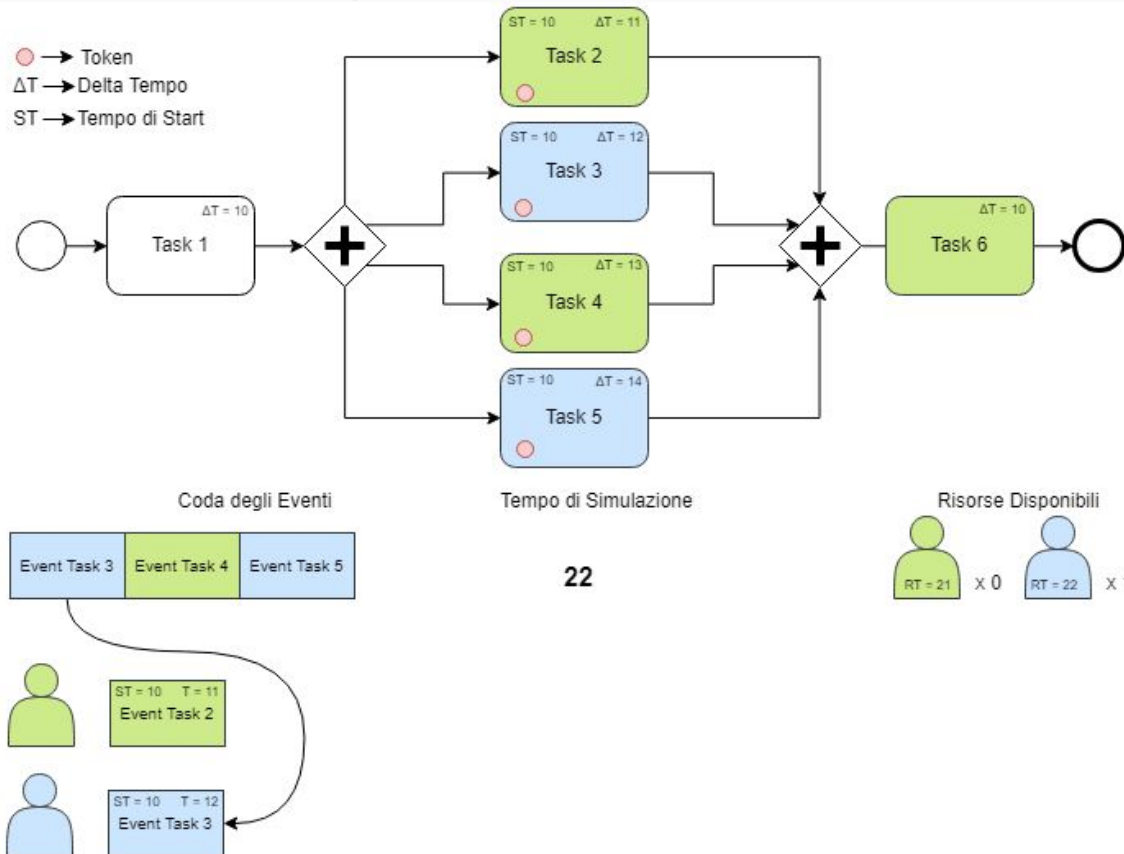 Token
ΔT Delta Tempo
ST Tempo di Start
ST = 10 ΔT = 11
Task 2
ST = 10 ΔT = 12
Task 3
ΔT = 10
Task 1
ST = 10 ΔT = 13
Task 4
ΔT = 10
Task 6
ST = 10 ΔT = 14
Task 5
Coda degli Eventi
Tempo di Simulazione
Risorse Disponibili
Event Task 3 Event Task 4 Event Task 5
22
RT = 21 X 0 RT = 22 X
ST = 10 T = 11
Event Task 2
ST = 10 T = 12
Event Task 3